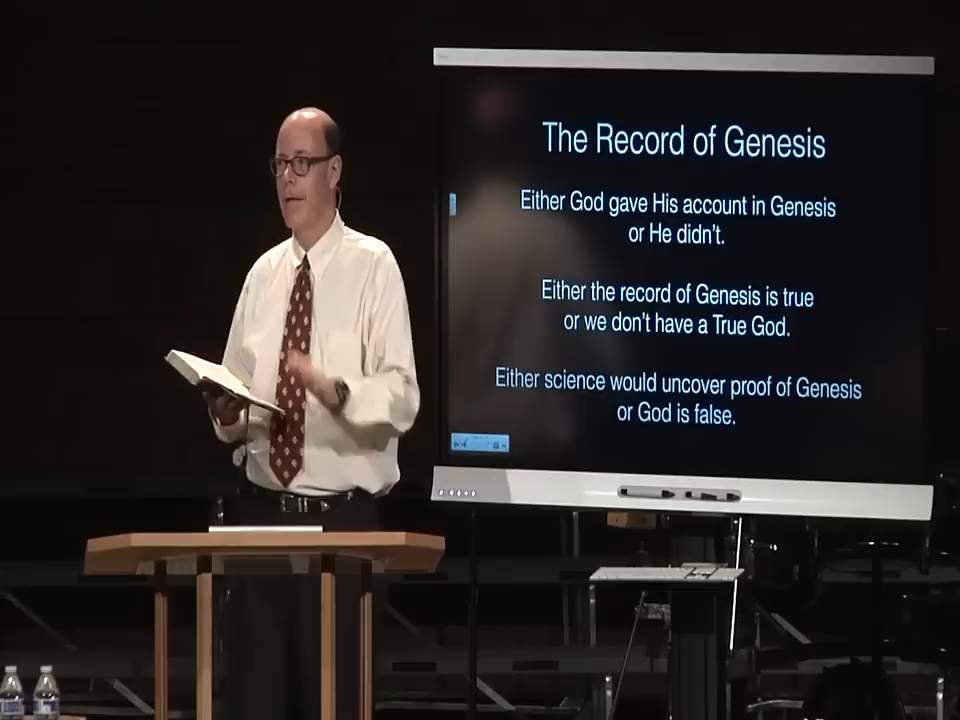 The Record of Genesis
Either God gave His account in Genesis
or He didn't.
Either the record of Genesis is true
or we don't have a True God.
Either science would uncover proof of Genesis
or God is false.